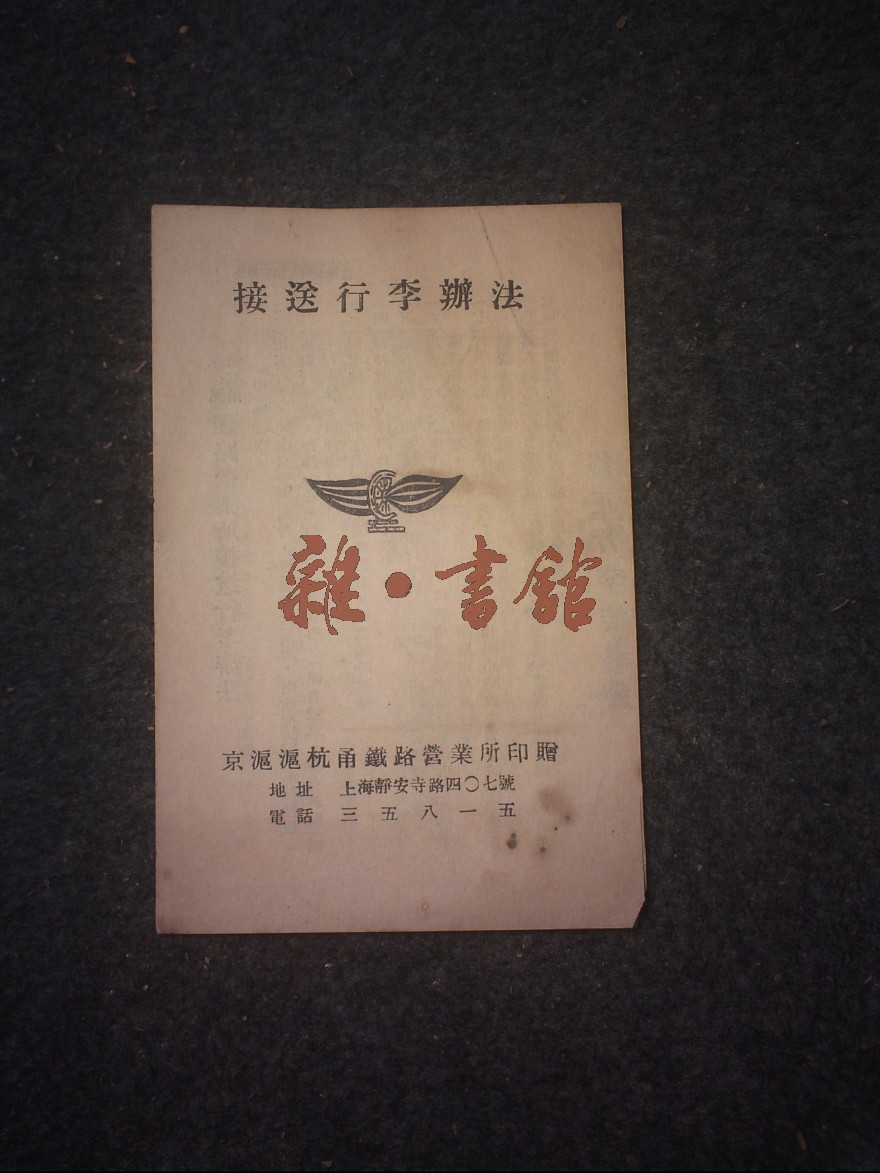 接送行李辦法
雜·書館
京滬滬杭甬鐵路營業所印贈
地址 上海靜安寺路四〇七號
電話 三五八一五